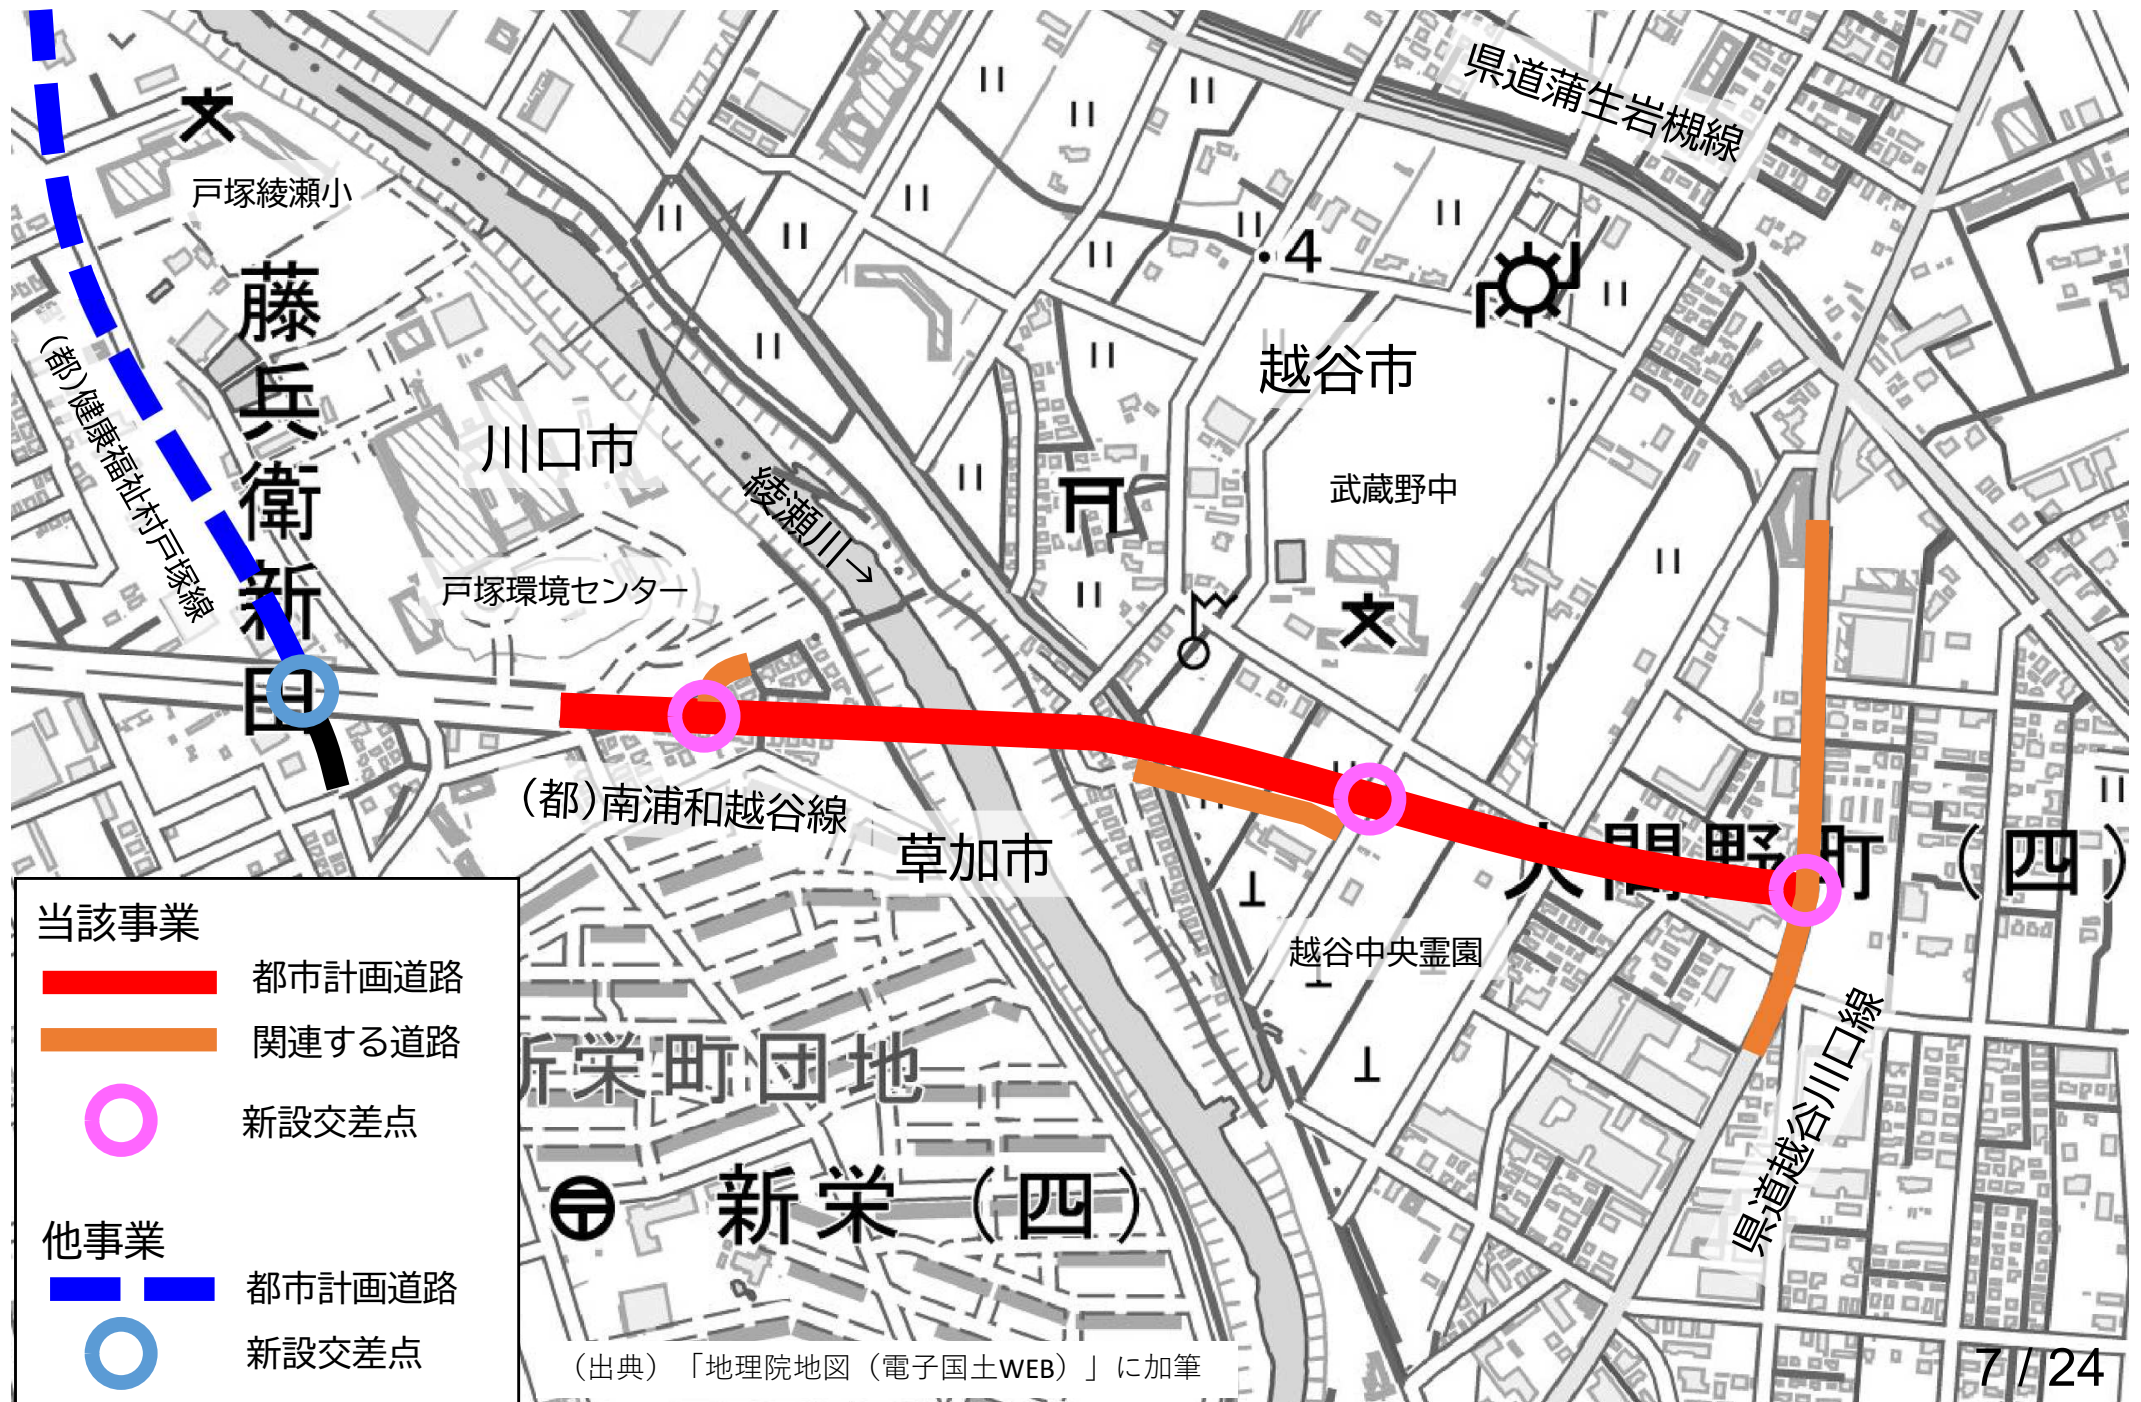 県道蒲生岩槻線
戸塚綾瀬小
藤兵衛新田
4
越谷市
(都)健康福祉村戸塚線
川口市
綾瀬川→
武蔵野中
戸塚環境センター
(都)南浦和越谷線
草加市
大間野町(四)
越谷中央霊園
県道越谷川口線
栄町団地
新栄(四)
当該事業
都市計画道路
関連する道路
新設交差点
他事業
都市計画道路
新設交差点
(出典)「地理院地図(電子国土WEB)」に加筆
7 / 24